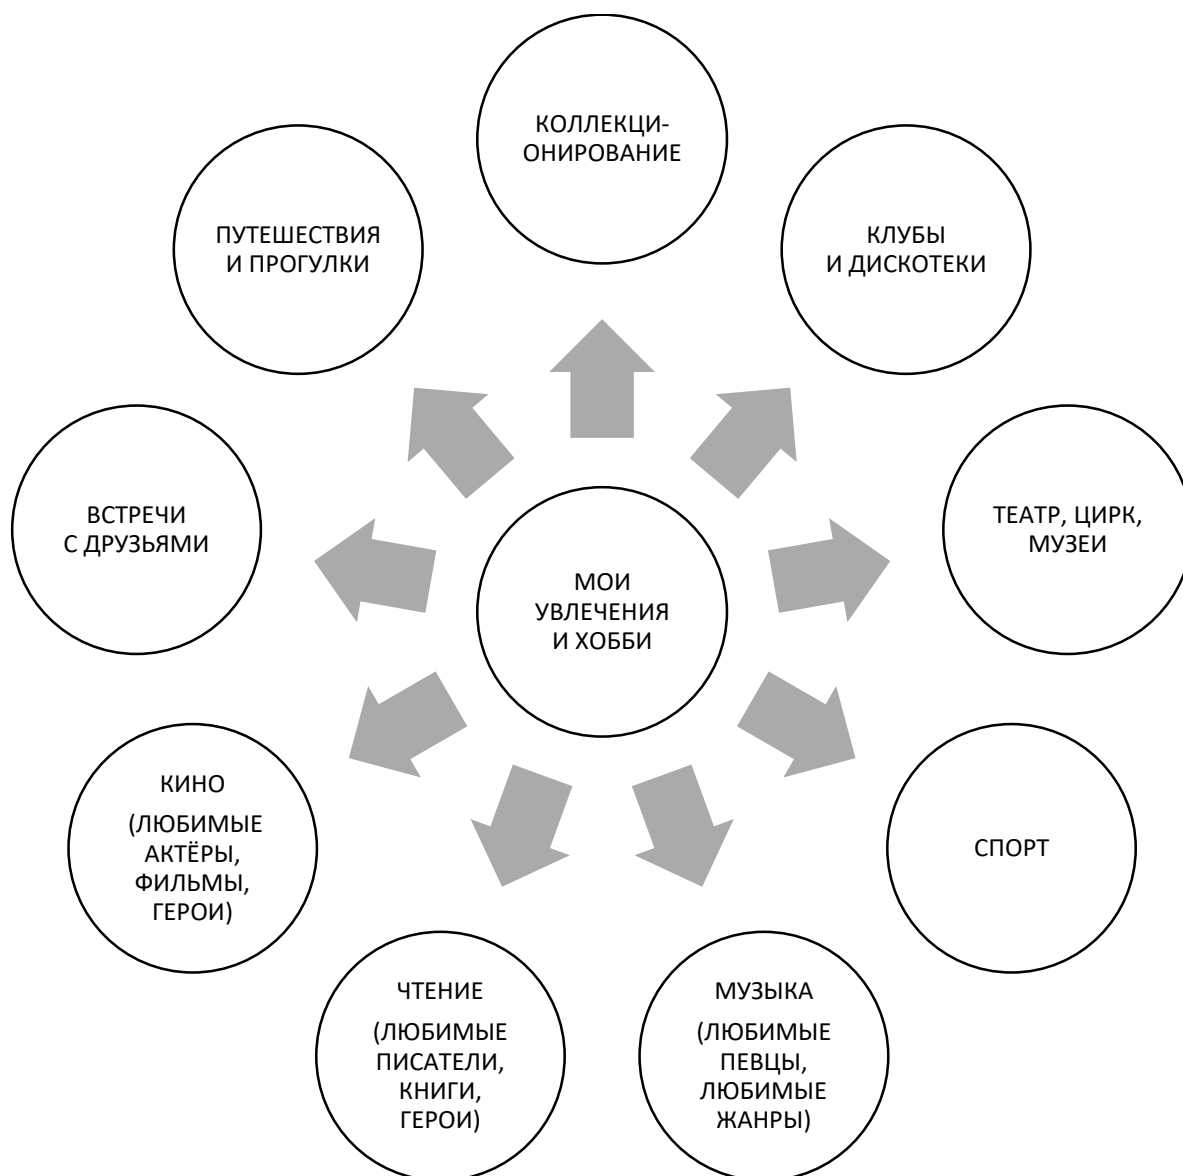 КОЛЛЕКЦИ-
ОНИРОВАНИЕ
КЛУБЫ
И ДИСКОТЕКИ
ТЕАТР, ЦИРК,
МУЗЕИ
СПОРТ
МУЗЫКА
(ЛЮБИМЫЕ
ПЕВЦЫ,
ЛЮБИМЫЕ
ЖАНРЫ)
ЧТЕНИЕ
(ЛЮБИМЫЕ
ПИСАТЕЛИ,
КНИГИ,
ГЕРОИ)
КИНО
(ЛЮБИМЫЕ
АКТЁРЫ,
ФИЛЬМЫ,
ГЕРОИ)
ВСТРЕЧИ
С ДРУЗЬЯМИ
ПУТЕШЕСТВИЯ
И ПРОГУЛКИ
МОИ
УВЛЕЧЕНИЯ
И ХОББИ